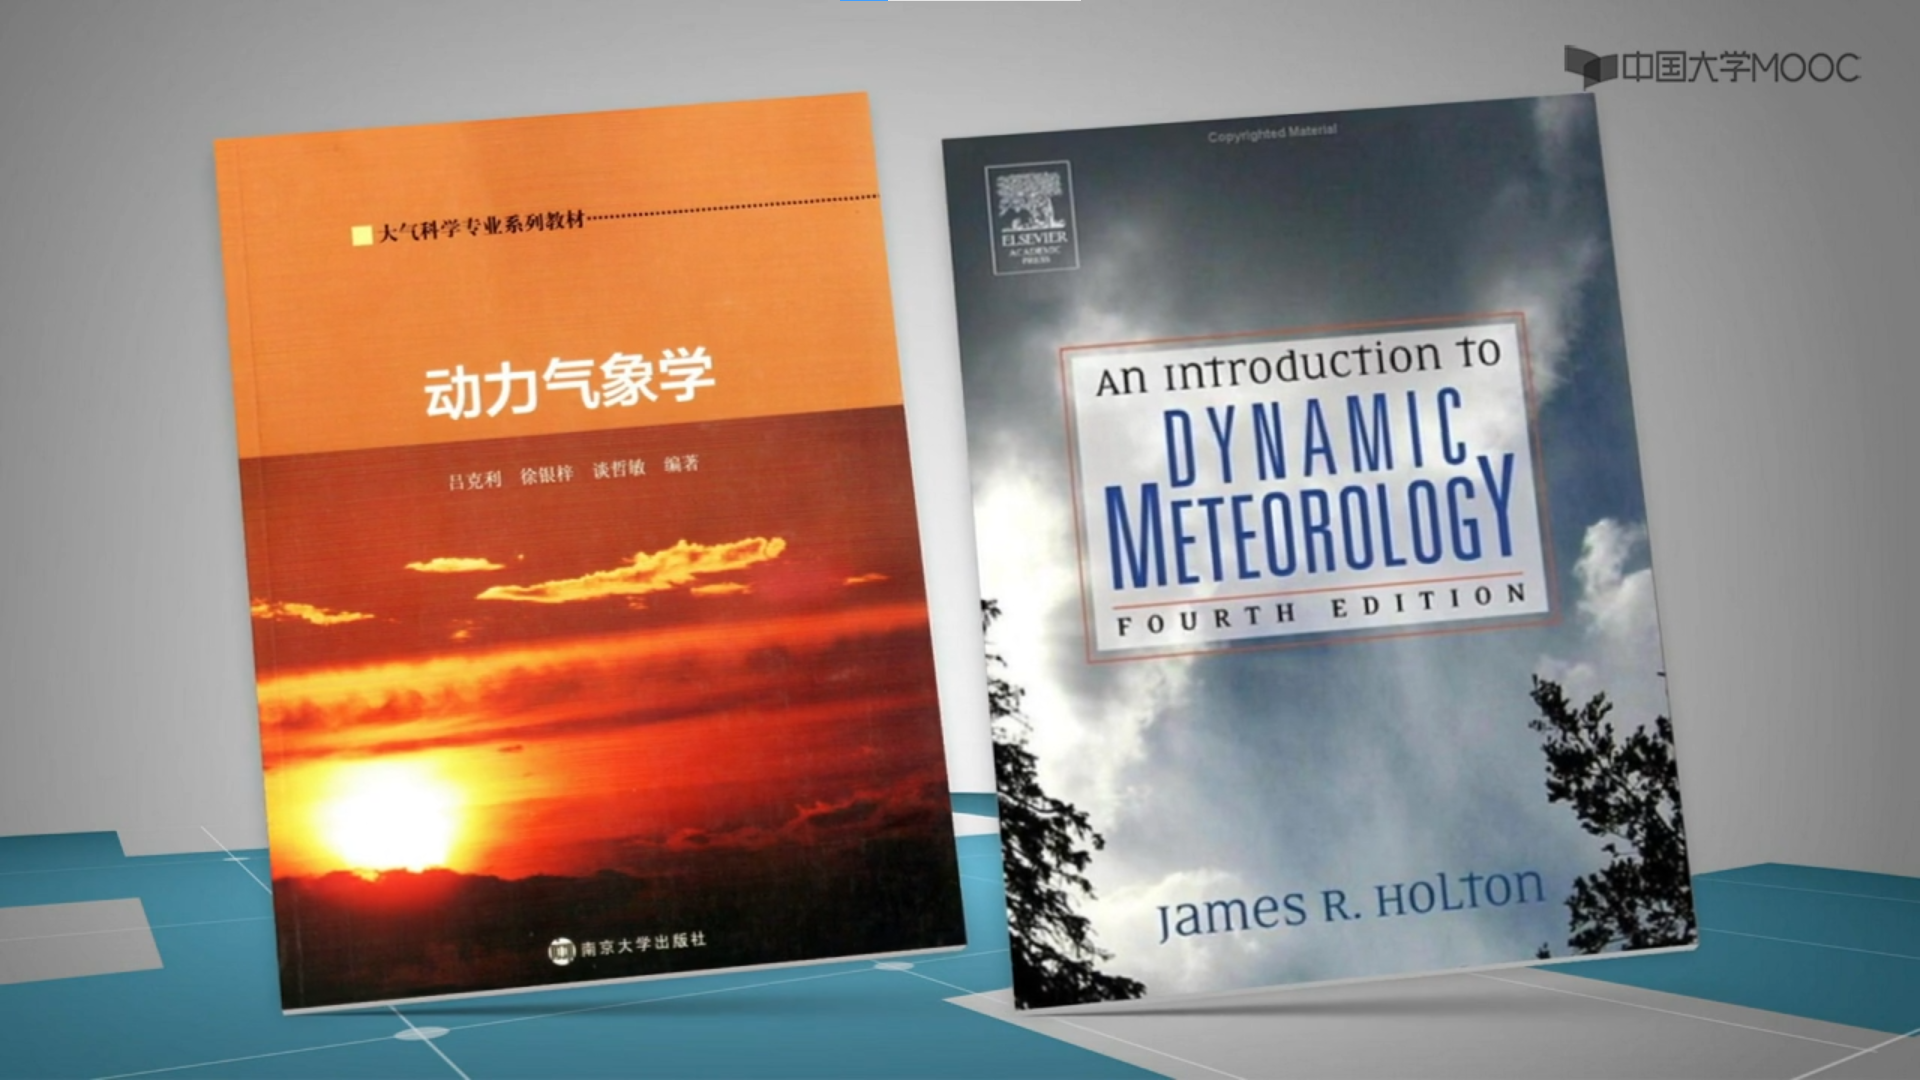 中国大学MOOC
大气科学专业系列教材
动力气象学
吕克利 徐银梓 谈哲敏 编著
南京大学出版社
Copyrighted Material
ELSEVIER
ACADEMIC
PRESS
An Introduction to
DYNAMIC
METEOROLOGY
FOURTH EDITION
James R. Holton